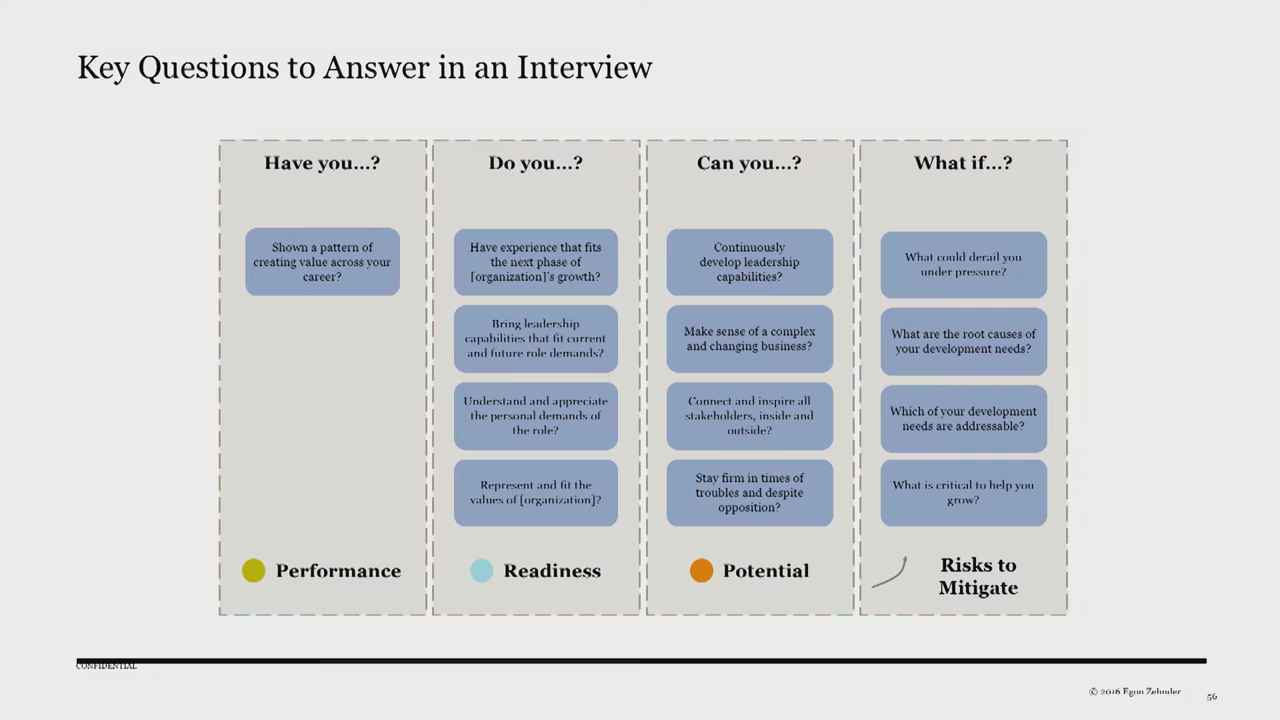 Key Questions to Answer in an Interview
Have you...?
Shown a pattern of
creating value across your
career?
Performance
Do you...?
Have experience that fits
the next phase of
[organization]'s growth?
Bring leadership
capabilities that fit current
and future role demands?
Understand and appreciate
the personal demands of
the role?
Represent and fit the
values of [organization]?
Readiness
Can you...?
Continuously
develop leadership
capabilities?
Make sense of a complex
and changing business?
Connect and inspire all
stakeholders, inside and
outside?
Stay firm in times of
troubles and despite
opposition?
Potential
What if...?
What could derail you
under pressure?
What are the root causes of
your development needs?
Which of your development
needs are addressable?
What is critical to help you
grow?
Risks to
Mitigate
CONFIDENTIAL
© 2016 Egon Zehnder
56